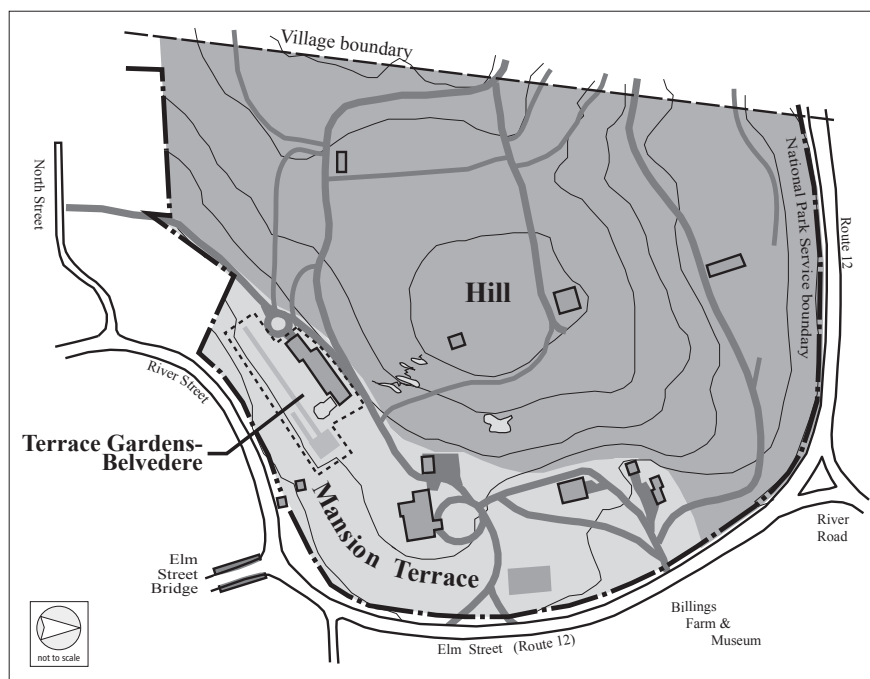 Village boundary
North Street
National Park Service boundary
Route 12
Hill
River Street
Terrace Gardens-
Belvedere
Mansion Terrace
Elm
Street
Bridge
River
Road
Billings
Farm &
Museum
Elm Street (Route 12)
not to scale